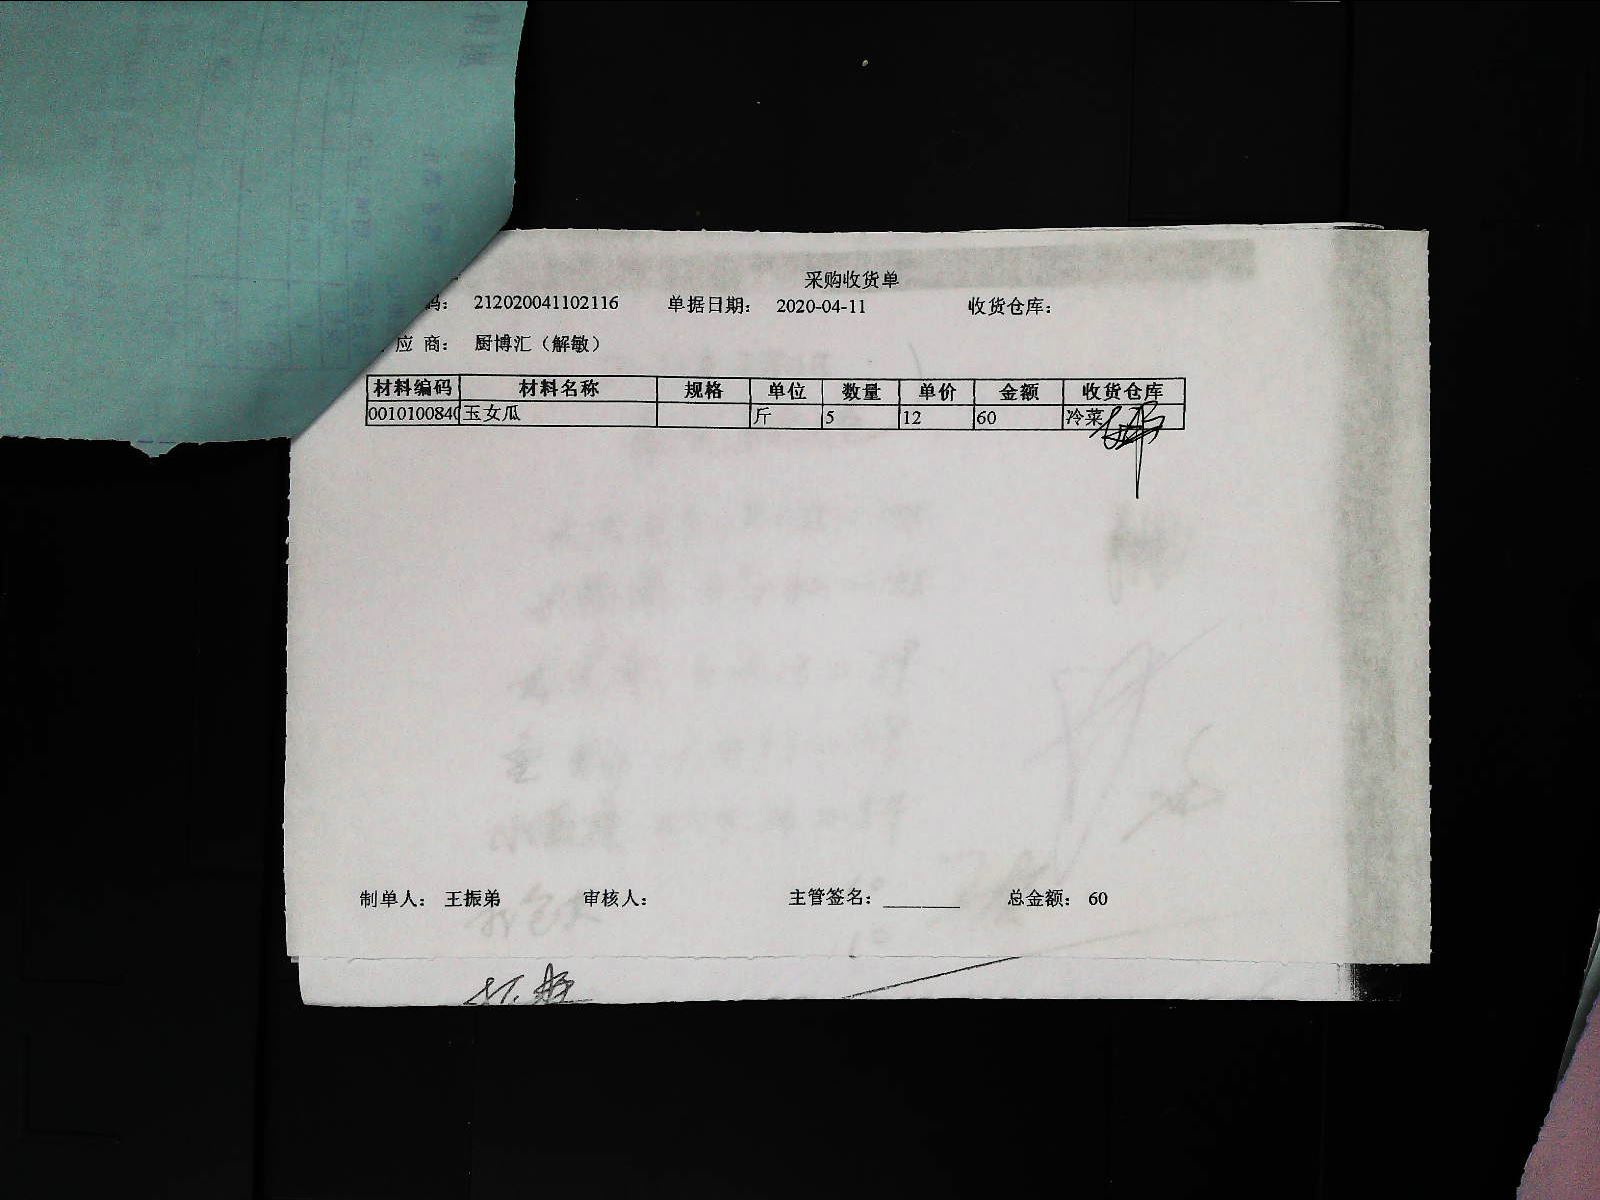 采购收货单
码： 212020041102116 单据日期： 2020-04-11 收货仓库：
应 商： 厨博汇（解敏）
材料编码 材料名称 规格 单位 数量 单价 金额 收货仓库
0010100840 玉女瓜 斤 5 12 60 冷菜
制单人： 王振弟 审核人： 主管签名：________ 总金额： 60